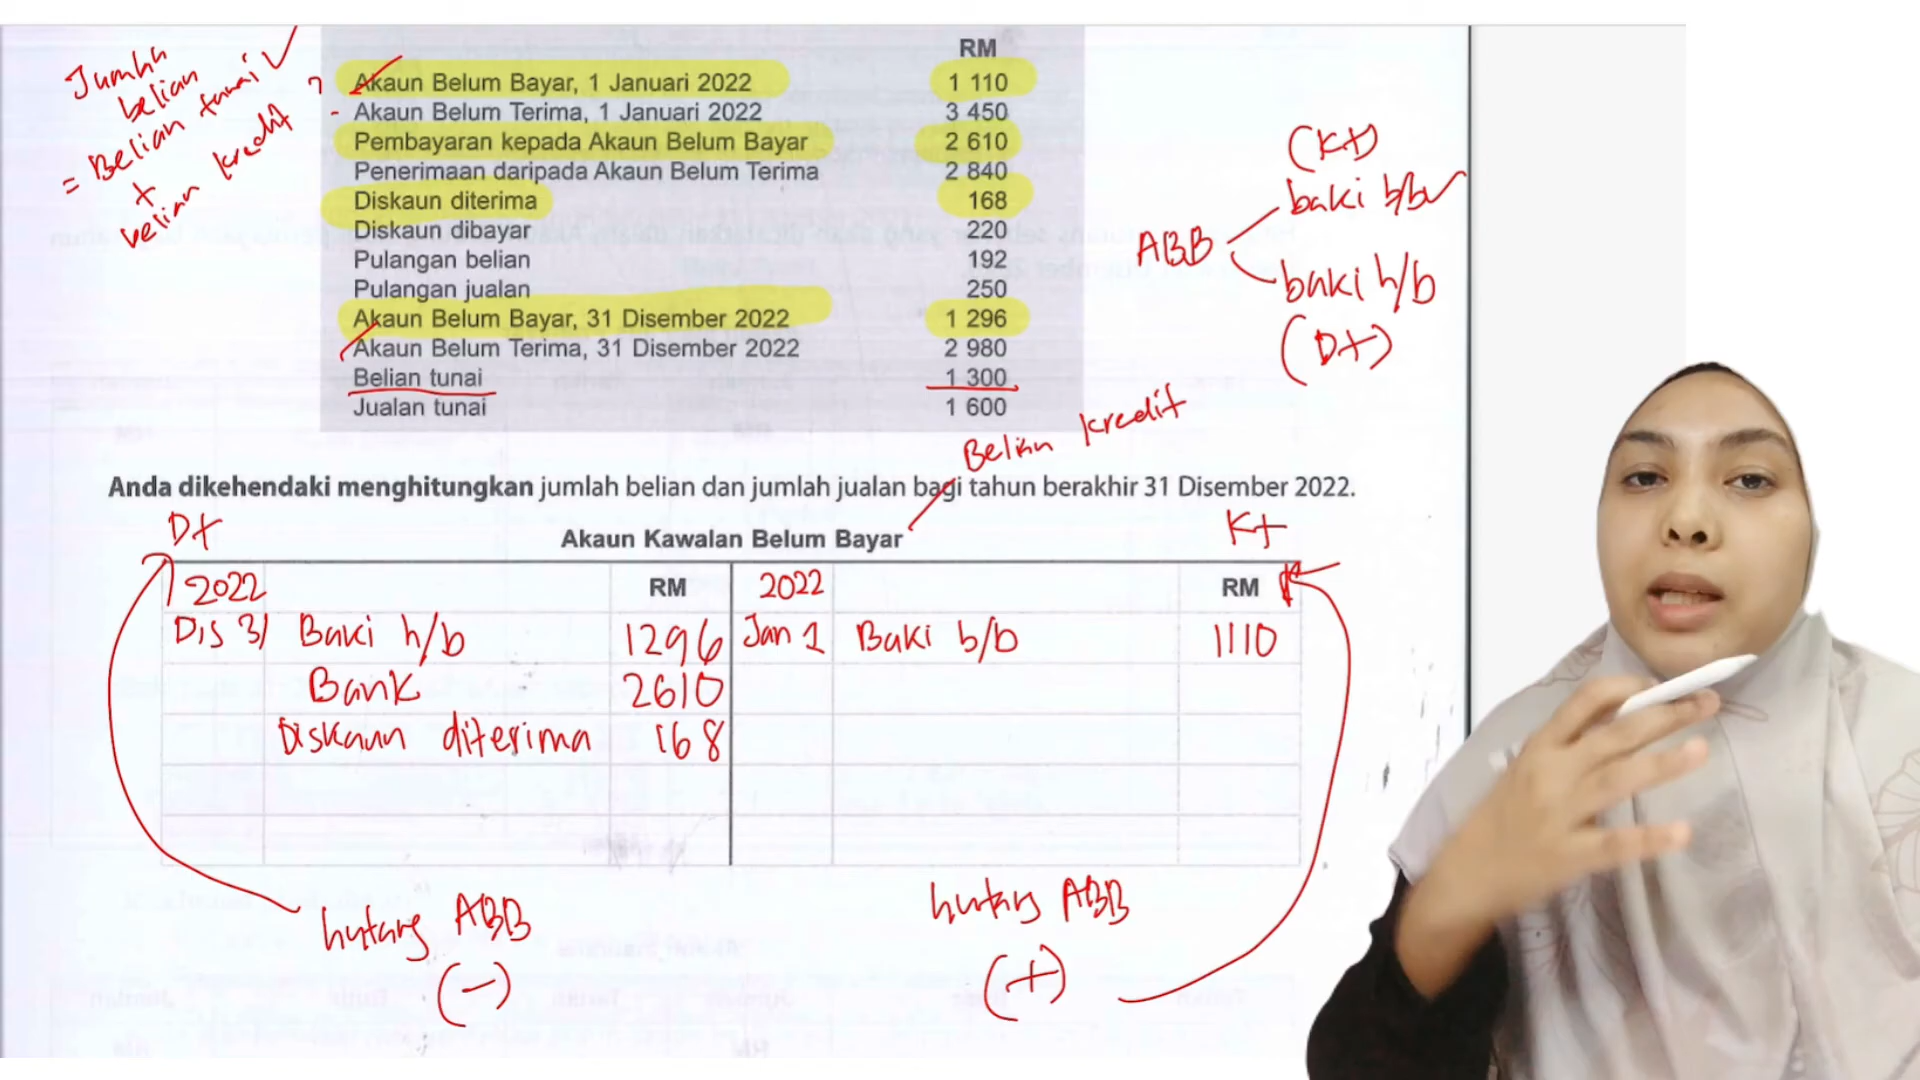 Jumlah
belian
= Belian tunai ✓
+
belian kredit ?
RM
Akaun Belum Bayar, 1 Januari 2022 1 110
Akaun Belum Terima, 1 Januari 2022 3 450
Pembayaran kepada Akaun Belum Bayar 2 610
Penerimaan daripada Akaun Belum Terima 2 840
Diskaun diterima 168
Diskaun dibayar 220
Pulangan belian 192
Pulangan jualan 250
Akaun Belum Bayar, 31 Disember 2022 1 296
Akaun Belum Terima, 31 Disember 2022 2 980
Belian tunai 1 300
Jualan tunai 1 600
(Kt)
baki b/b
ABB
baki h/b
(Dt)
Belian kredit
Anda dikehendaki menghitungkan jumlah belian dan jumlah jualan bagi tahun berakhir 31 Disember 2022.
Dt
Akaun Kawalan Belum Bayar
Kt
2022 RM 2022 RM
Dis 31 Baki h/b 1296 Jan 1 Baki b/b 1110
Bank 2610
Diskaun diterima 168
hutang ABB
(-)
hutang ABB
(+)